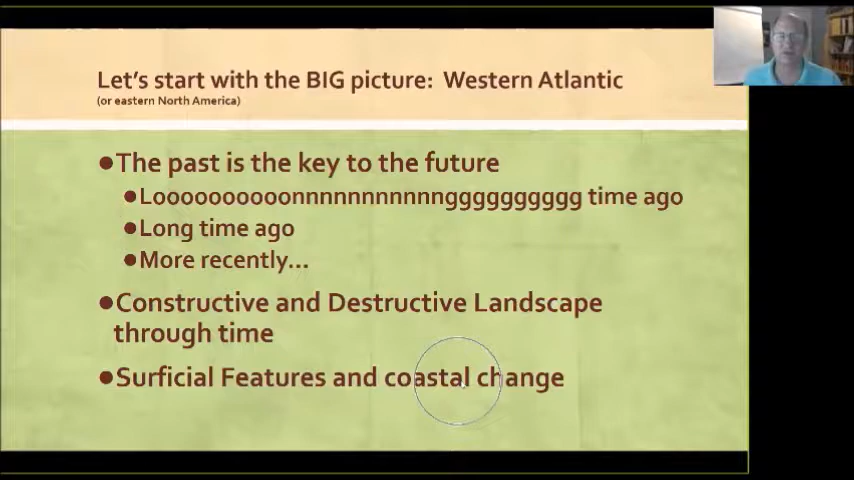 Let's start with the BIG picture: Western Atlantic
(or eastern North America)
●The past is the key to the future
●Loooooooooonnnnnnnnnnngggggggggg time ago
●Long time ago
●More recently...
●Constructive and Destructive Landscape
through time
●Surficial Features and coastal change